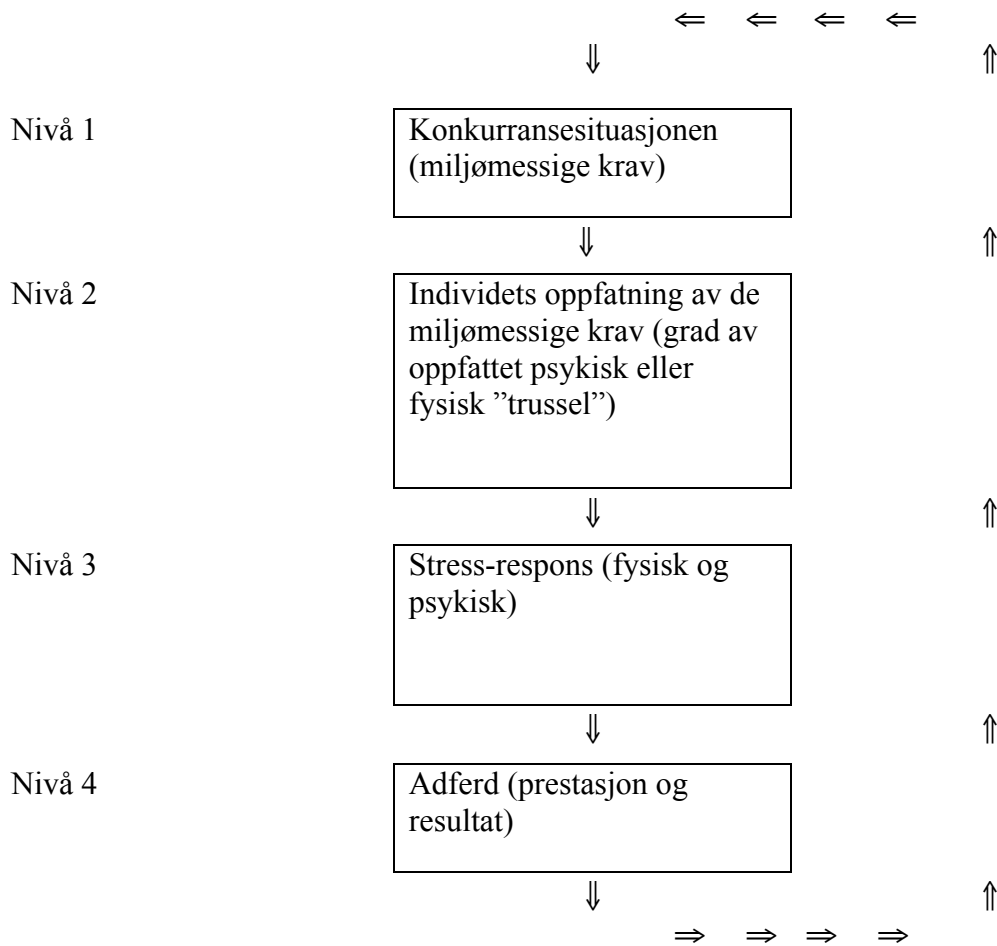 ⇐ ⇐ ⇐ ⇐
⇓ ⇑
Nivå 1
Konkurransesituasjonen
(miljømessige krav)
⇓ ⇑
Nivå 2
Individets oppfatning av de
miljømessige krav (grad av
oppfattet psykisk eller
fysisk ”trussel”)
⇓ ⇑
Nivå 3
Stress-respons (fysisk og
psykisk)
⇓ ⇑
Nivå 4
Adferd (prestasjon og
resultat)
⇓ ⇑
⇒ ⇒ ⇒ ⇒